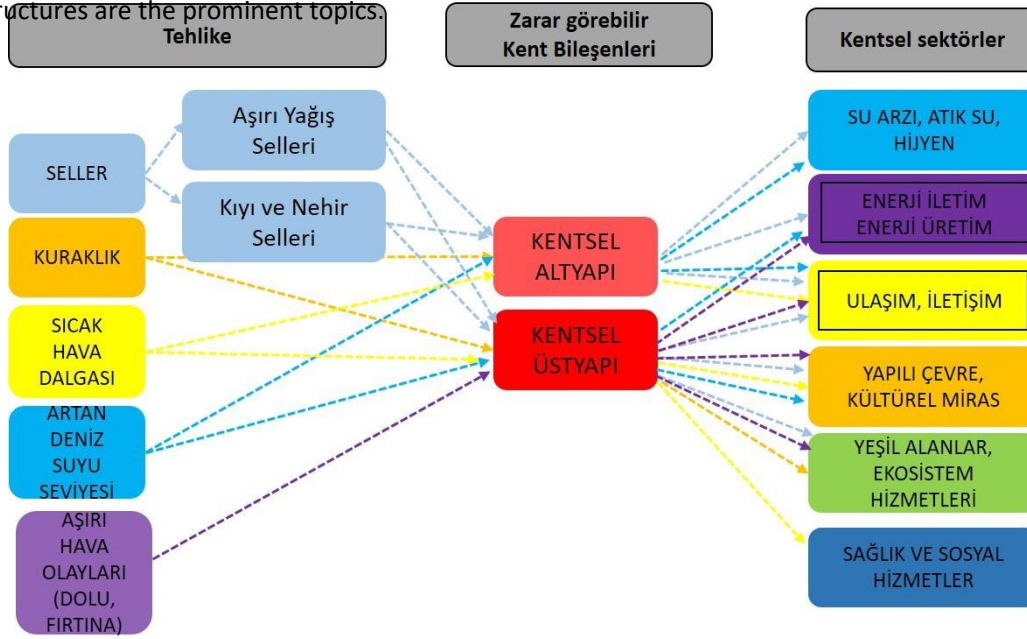 ructures are the prominent topics.
Tehlike
Zarar görebilir
Kent Bileşenleri
Kentsel sektörler
SELLER
Aşırı Yağış
Selleri
Kıyı ve Nehir
Selleri
KURAKLIK
SICAK
HAVA
DALGASI
ARTAN
DENİZ
SUYU
SEVİYESİ
AŞIRI
HAVA
OLAYLARI
(DOLU,
FIRTINA)
KENTSEL
ALTYAPI
KENTSEL
ÜSTYAPI
SU ARZI, ATIK SU,
HİJYEN
ENERJİ İLETİM
ENERJİ ÜRETİM
ULAŞIM, İLETİŞİM
YAPILI ÇEVRE,
KÜLTÜREL MİRAS
YEŞİL ALANLAR,
EKOSİSTEM
HİZMETLERİ
SAĞLIK VE SOSYAL
HİZMETLER